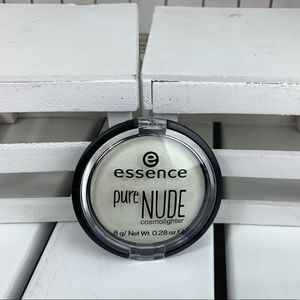 e
essence
pure NUDE
cosmolighter
8 g/ Net Wt. 0.28 oz.